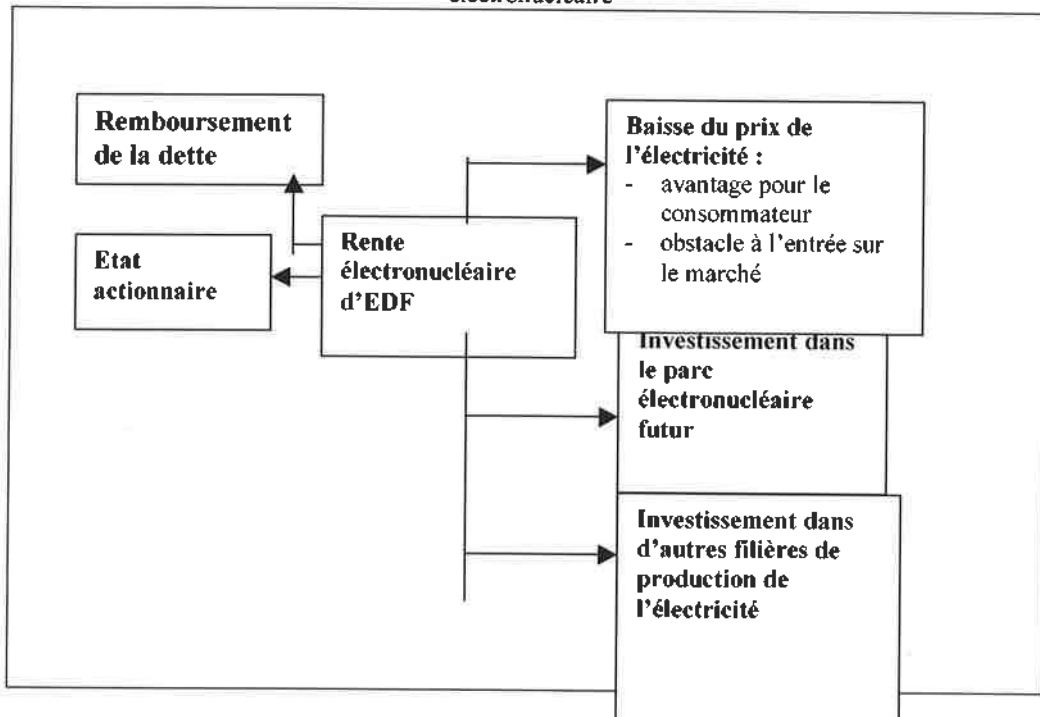 électronucléaire
Remboursement
de la dette
Etat
actionnaire
Rente
électronucléaire
d'EDF
Baisse du prix de
l'électricité :
- avantage pour le
consommateur
- obstacle à l'entrée sur
le marché
Investissement dans
le parc
électronucléaire
futur
Investissement dans
d'autres filières de
production de
l'électricité